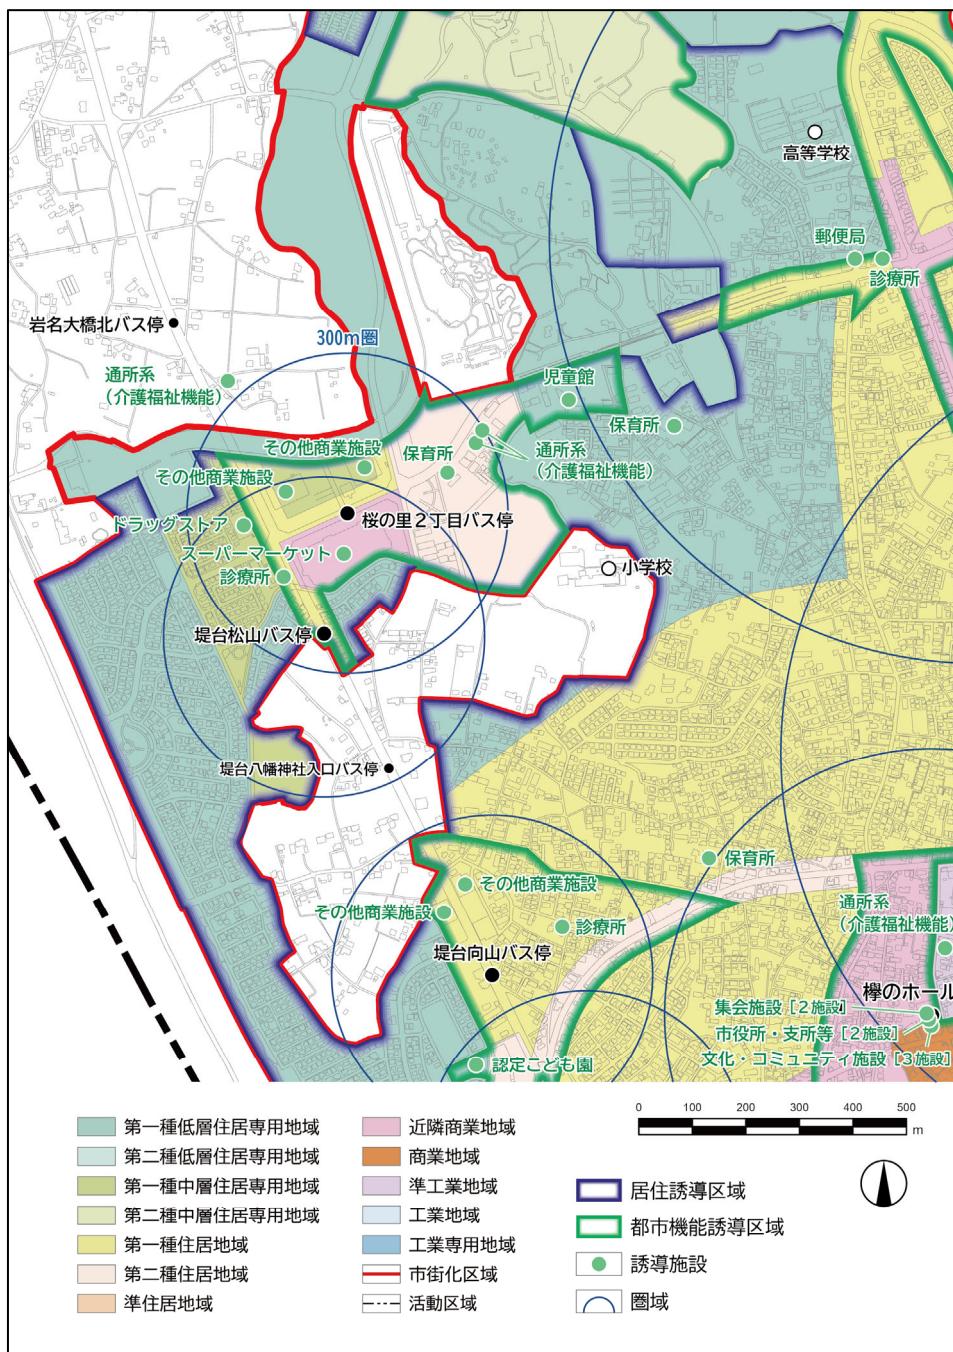 高等学校
郵便局
診療所
岩名大橋北バス停
300m圏
通所系
（介護福祉機能）
児童館
保育所
その他商業施設
保育所
通所系
（介護福祉機能）
その他商業施設
桜の里２丁目バス停
ドラッグストア
スーパーマーケット
診療所
小学校
堤台松山バス停
堤台八幡神社入口バス停
保育所
その他商業施設
その他商業施設
診療所
通所系
（介護福祉機能）
堤台向山バス停
欅のホール
集会施設［2施設］
市役所・支所等［2施設］
文化・コミュニティ施設［3施設］
認定こども園
第一種低層住居専用地域
第二種低層住居専用地域
第一種中層住居専用地域
第二種中層住居専用地域
第一種住居地域
第二種住居地域
準住居地域
近隣商業地域
商業地域
準工業地域
工業地域
工業専用地域
市街化区域
活動区域
0 100 200 300 400 500
m
居住誘導区域
都市機能誘導区域
誘導施設
圏域